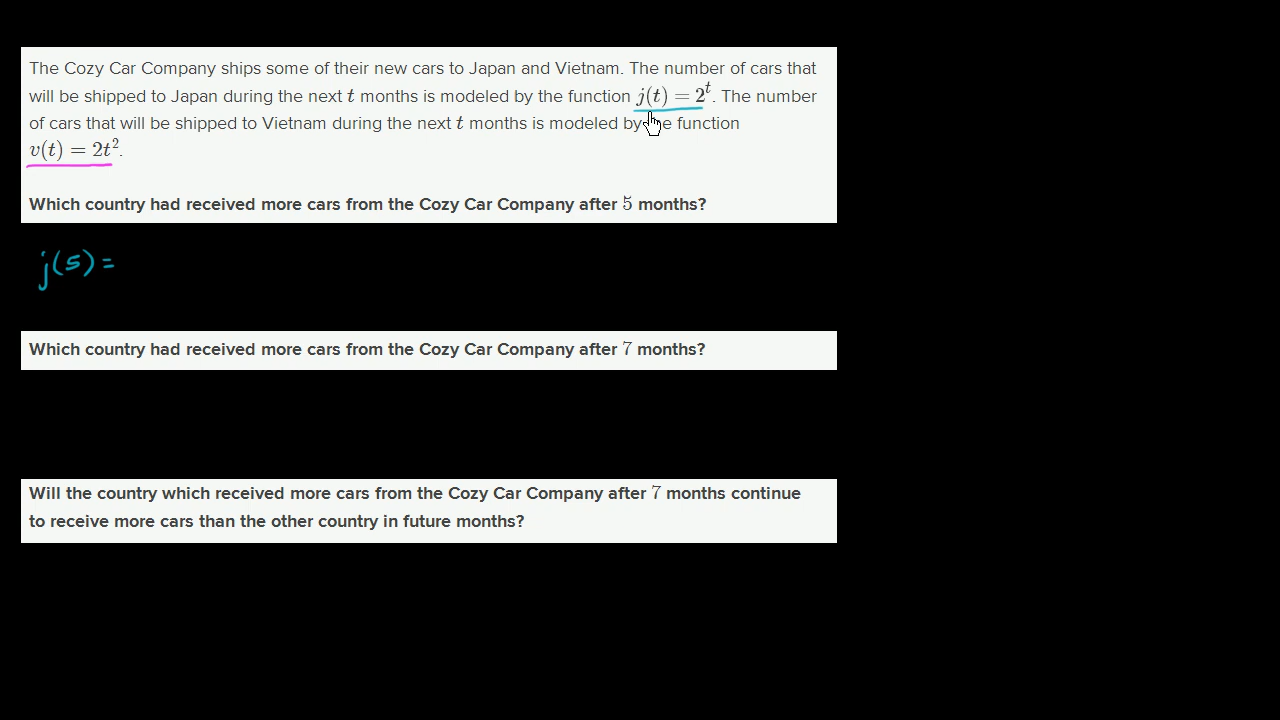 The Cozy Car Company ships some of their new cars to Japan and Vietnam. The number of cars that
will be shipped to Japan during the next t months is modeled by the function j(t) = 2^t. The number
of cars that will be shipped to Vietnam during the next t months is modeled by the function
v(t) = 2t².
Which country had received more cars from the Cozy Car Company after 5 months?
j(5) =
Which country had received more cars from the Cozy Car Company after 7 months?
Will the country which received more cars from the Cozy Car Company after 7 months continue
to receive more cars than the other country in future months?